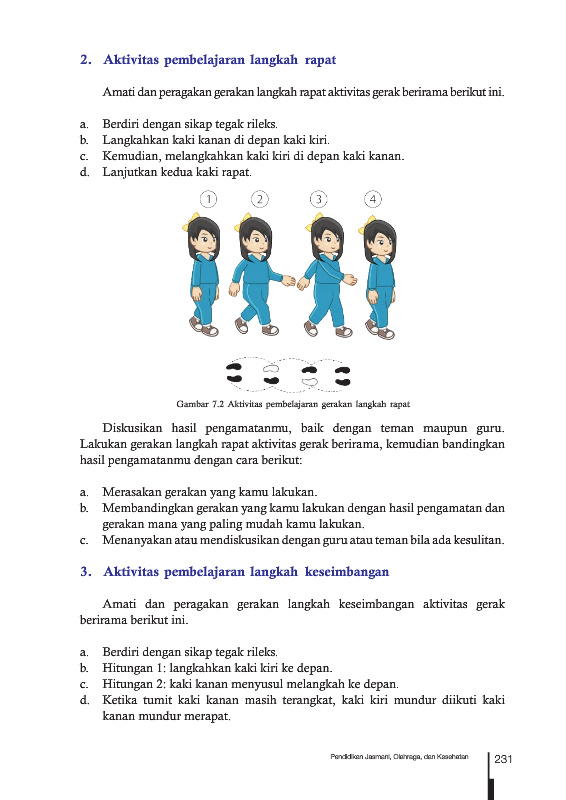 2. Aktivitas pembelajaran langkah rapat
Amati dan peragakan gerakan langkah rapat aktivitas gerak berirama berikut ini.
a. Berdiri dengan sikap tegak rileks.
b. Langkahkan kaki kanan di depan kaki kiri.
c. Kemudian, melangkahkan kaki kiri di depan kaki kanan.
d. Lanjutkan kedua kaki rapat.
1 2 3 4
Gambar 7.2 Aktivitas pembelajaran gerakan langkah rapat
Diskusikan hasil pengamatanmu, baik dengan teman maupun guru.
Lakukan gerakan langkah rapat aktivitas gerak berirama, kemudian bandingkan
hasil pengamatanmu dengan cara berikut:
a. Merasakan gerakan yang kamu lakukan.
b. Membandingkan gerakan yang kamu lakukan dengan hasil pengamatan dan
gerakan mana yang paling mudah kamu lakukan.
c. Menanyakan atau mendiskusikan dengan guru atau teman bila ada kesulitan.
3. Aktivitas pembelajaran langkah keseimbangan
Amati dan peragakan gerakan langkah keseimbangan aktivitas gerak
berirama berikut ini.
a. Berdiri dengan sikap tegak rileks.
b. Hitungan 1: langkahkan kaki kiri ke depan.
c. Hitungan 2: kaki kanan menyusul melangkah ke depan.
d. Ketika tumit kaki kanan masih terangkat, kaki kiri mundur diikuti kaki
kanan mundur merapat.
Pendidikan Jasmani, Olehraga, dan Kesehatan 231